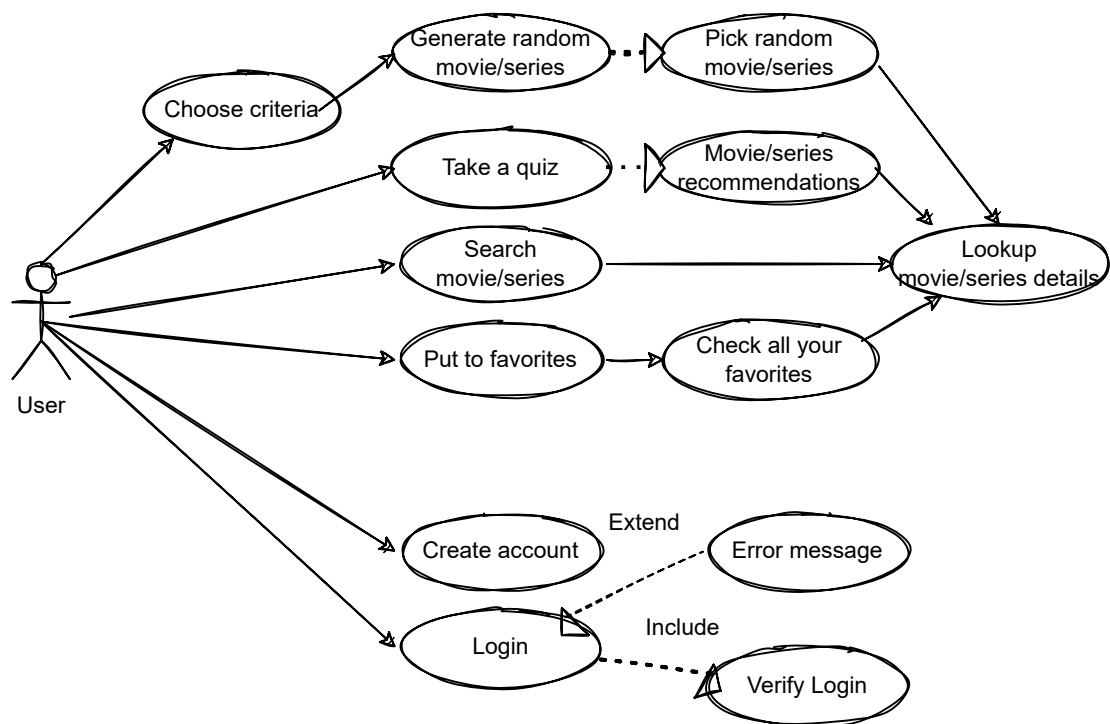 Generate random
movie/series
Pick random
movie/series
Choose criteria
Take a quiz
Movie/series
recommendations
Search
movie/series
Lookup
movie/series details
Put to favorites
Check all your
favorites
User
Extend
Create account
Error message
Include
Login
Verify Login